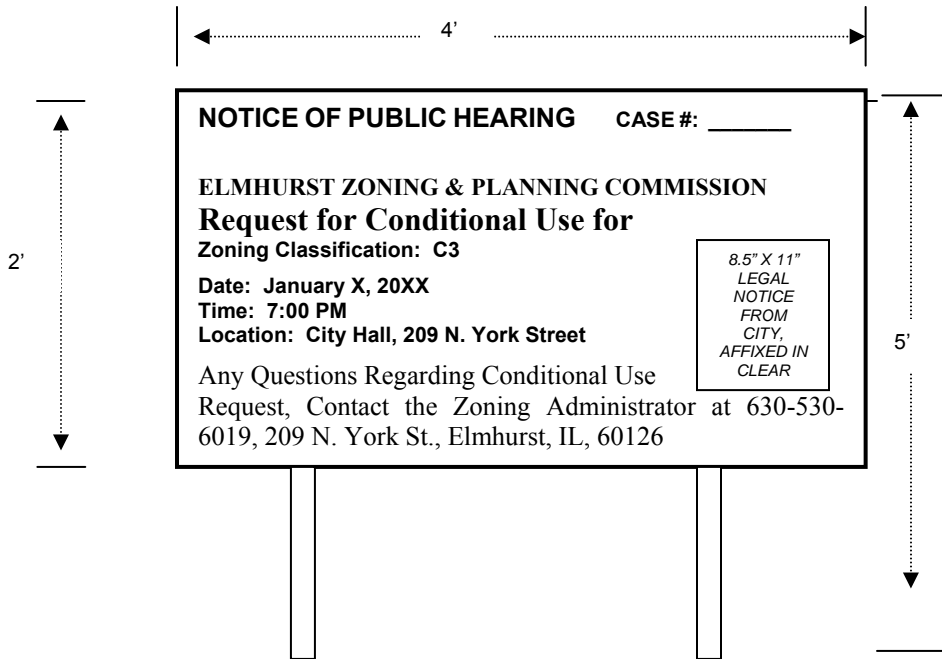 4’
NOTICE OF PUBLIC HEARING CASE #: _______
ELMHURST ZONING & PLANNING COMMISSION
Request for Conditional Use for
Zoning Classification: C3
2’
8.5” X 11”
LEGAL
NOTICE
FROM
CITY,
AFFIXED IN
CLEAR
Date: January X, 20XX
Time: 7:00 PM
Location: City Hall, 209 N. York Street
5’
Any Questions Regarding Conditional Use
Request, Contact the Zoning Administrator at 630-530-
6019, 209 N. York St., Elmhurst, IL, 60126